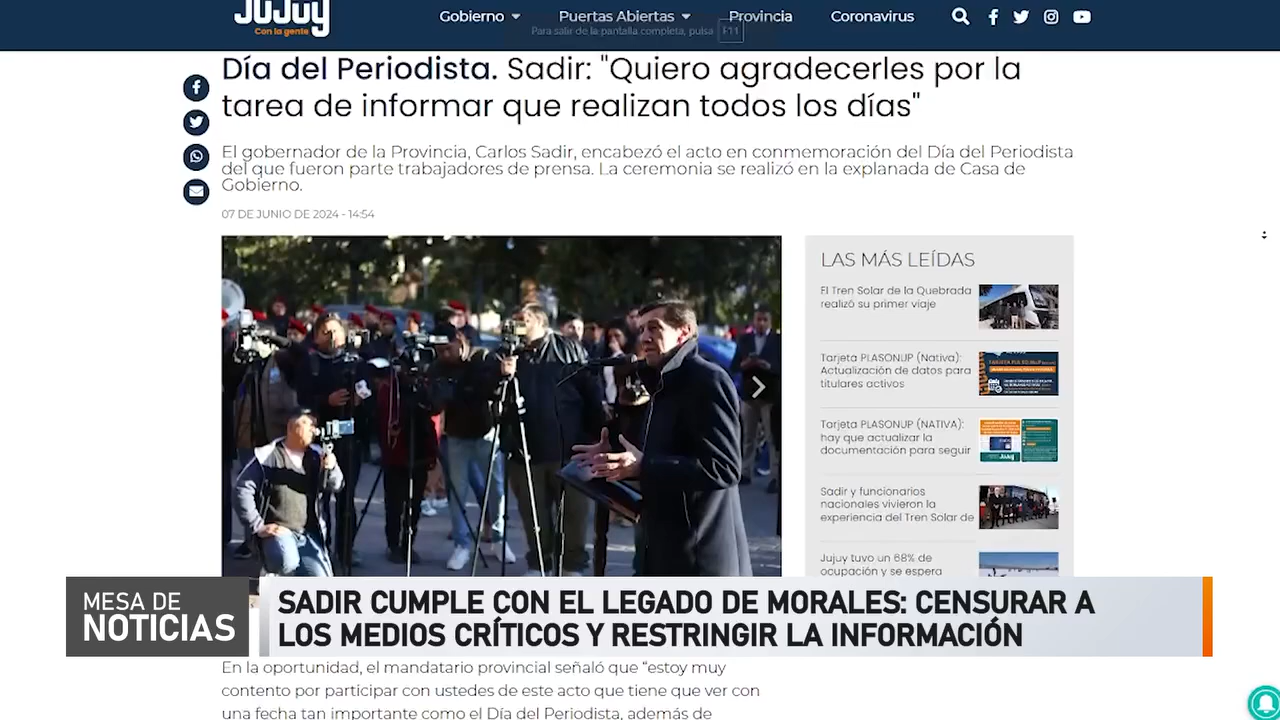 Jujuy
Con la gente
Gobierno
Puertas Abiertas
Provincia
Coronavirus
Para salir de la pantalla completa, pulsa F11
Día del Periodista. Sadir: "Quiero agradecerles por la
tarea de informar que realizan todos los días"
El gobernador de la Provincia, Carlos Sadir, encabezó el acto en conmemoración del Día del Periodista
del que fueron parte trabajadores de prensa. La ceremonia se realizó en la explanada de Casa de
Gobierno.
07 DE JUNIO DE 2024 - 14:54
LAS MÁS LEÍDAS
El Tren Solar de la Quebrada
realizó su primer viaje
Tarjeta PLASONUP (Nativa):
Actualización de datos para
titulares activos
Tarjeta PLASONUP (NATIVA):
hay que actualizar la
documentación para seguir
Sadir y funcionarios
nacionales vivieron la
experiencia del Tren Solar de
Jujuy tuvo un 68% de
ocupación y se espera
MESA DE
NOTICIAS
SADIR CUMPLE CON EL LEGADO DE MORALES: CENSURAR A
LOS MEDIOS CRÍTICOS Y RESTRINGIR LA INFORMACIÓN
En la oportunidad, el mandatario provincial señaló que "estoy muy
contento por participar con ustedes de este acto que tiene que ver con
una fecha tan importante como el Día del Periodista, además de